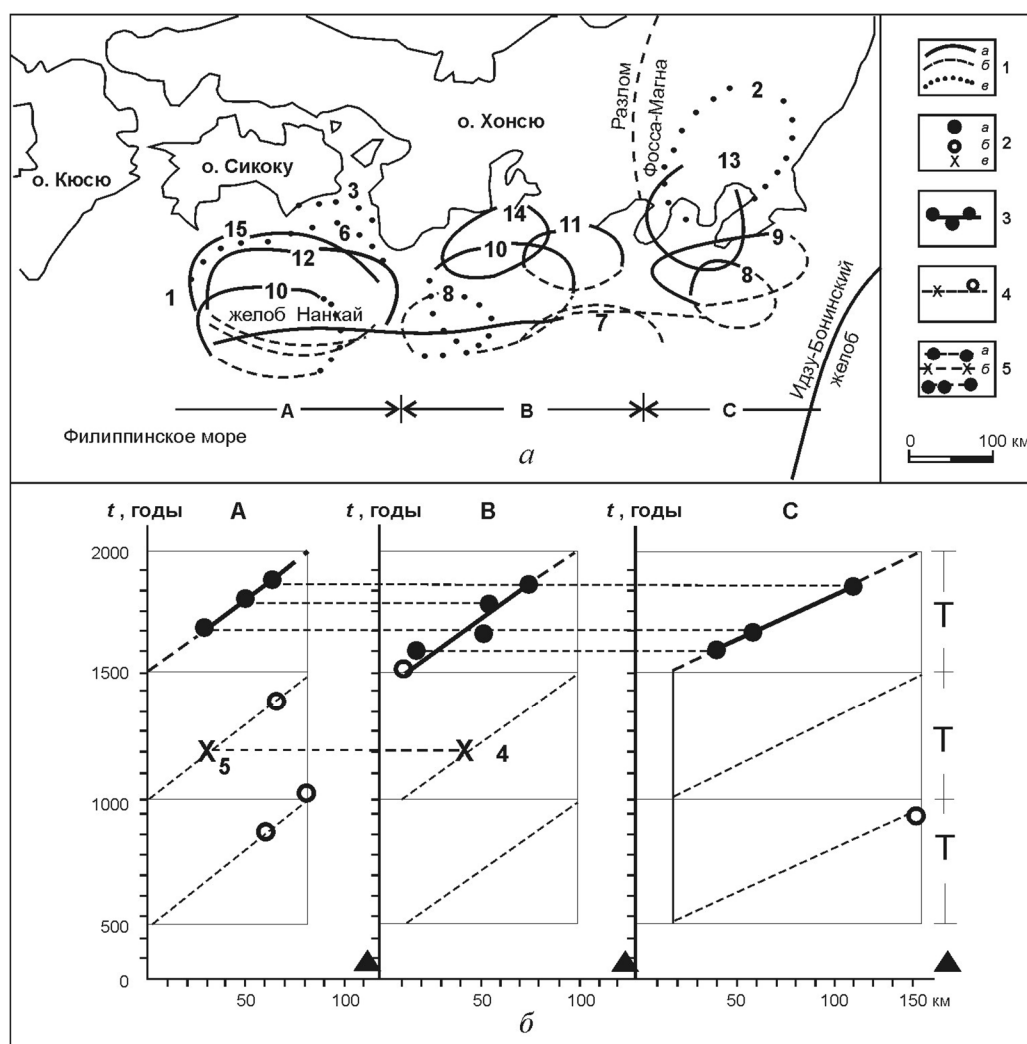 2
Разлом
Фосса-Магна
о. Хонсю
о. Сикоку
о. Кюсю
13
3
14
15
6
11
10
9
12
8
1
10
8
желоб Нанкай
7
Идзу-Бонинский
желоб
A
B
C
Филиппинское море
а
а
б
в
1
а
б
в
2
3
4
а
б
5
0 100 км
t, годы A t, годы B t, годы C
2000
T
1500
5
4
T
1000
T
500
0
50 100 50 100 50 100 150 км
б